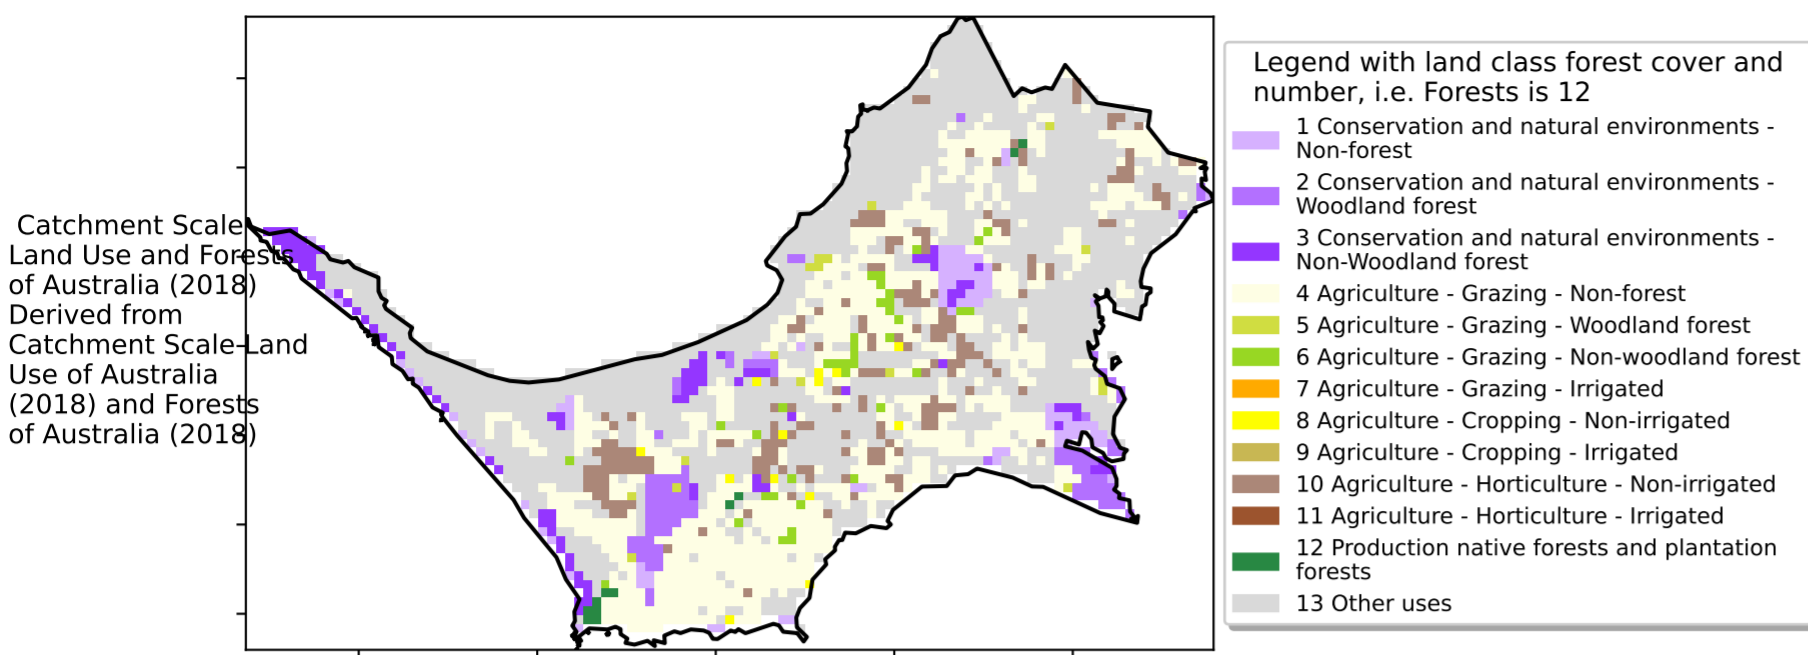 Catchment Scale
Land Use and Forests
of Australia (2018)
Derived from
Catchment Scale Land
Use of Australia
(2018) and Forests
of Australia (2018)
Legend with land class forest cover and
number, i.e. Forests is 12
1 Conservation and natural environments -
Non-forest
2 Conservation and natural environments -
Woodland forest
3 Conservation and natural environments -
Non-Woodland forest
4 Agriculture - Grazing - Non-forest
5 Agriculture - Grazing - Woodland forest
6 Agriculture - Grazing - Non-woodland forest
7 Agriculture - Grazing - Irrigated
8 Agriculture - Cropping - Non-irrigated
9 Agriculture - Cropping - Irrigated
10 Agriculture - Horticulture - Non-irrigated
11 Agriculture - Horticulture - Irrigated
12 Production native forests and plantation
forests
13 Other uses